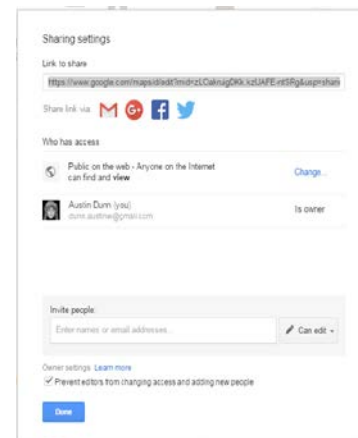 Sharing settings
Link to share
Share link via:
Who has access
Public on the web - Anyone on the Internet
can find and view
Change...
Austin Dunn (you)
Is owner
Invite people:
Enter names or email addresses...
Can edit
Owner settings Learn more
Prevent editors from changing access and adding new people
Done